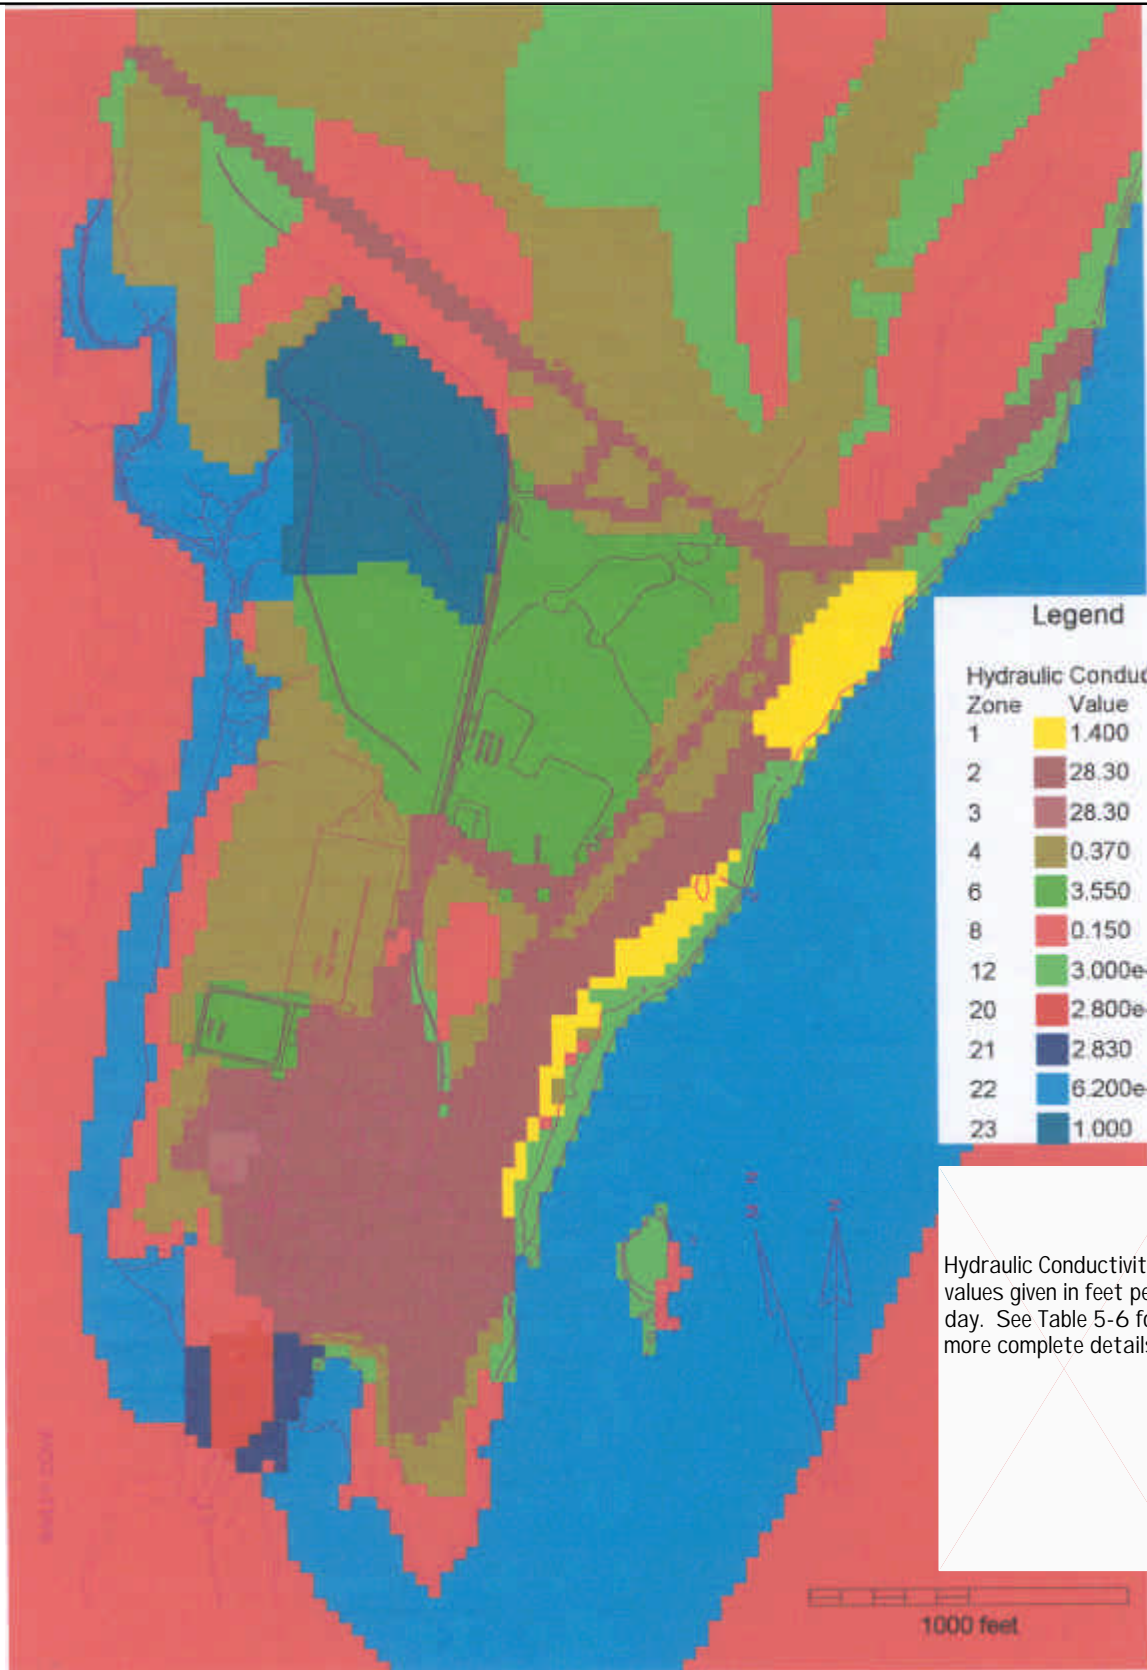 Legend
Hydraulic Conduc
Zone Value
1 1.400
2 28.30
3 28.30
4 0.370
6 3.550
8 0.150
12 3.000e-
20 2.800e-
21 2.830
22 6.200e-
23 1.000
Hydraulic Conductivit
values given in feet pe
day. See Table 5-6 fo
more complete details
1000 feet